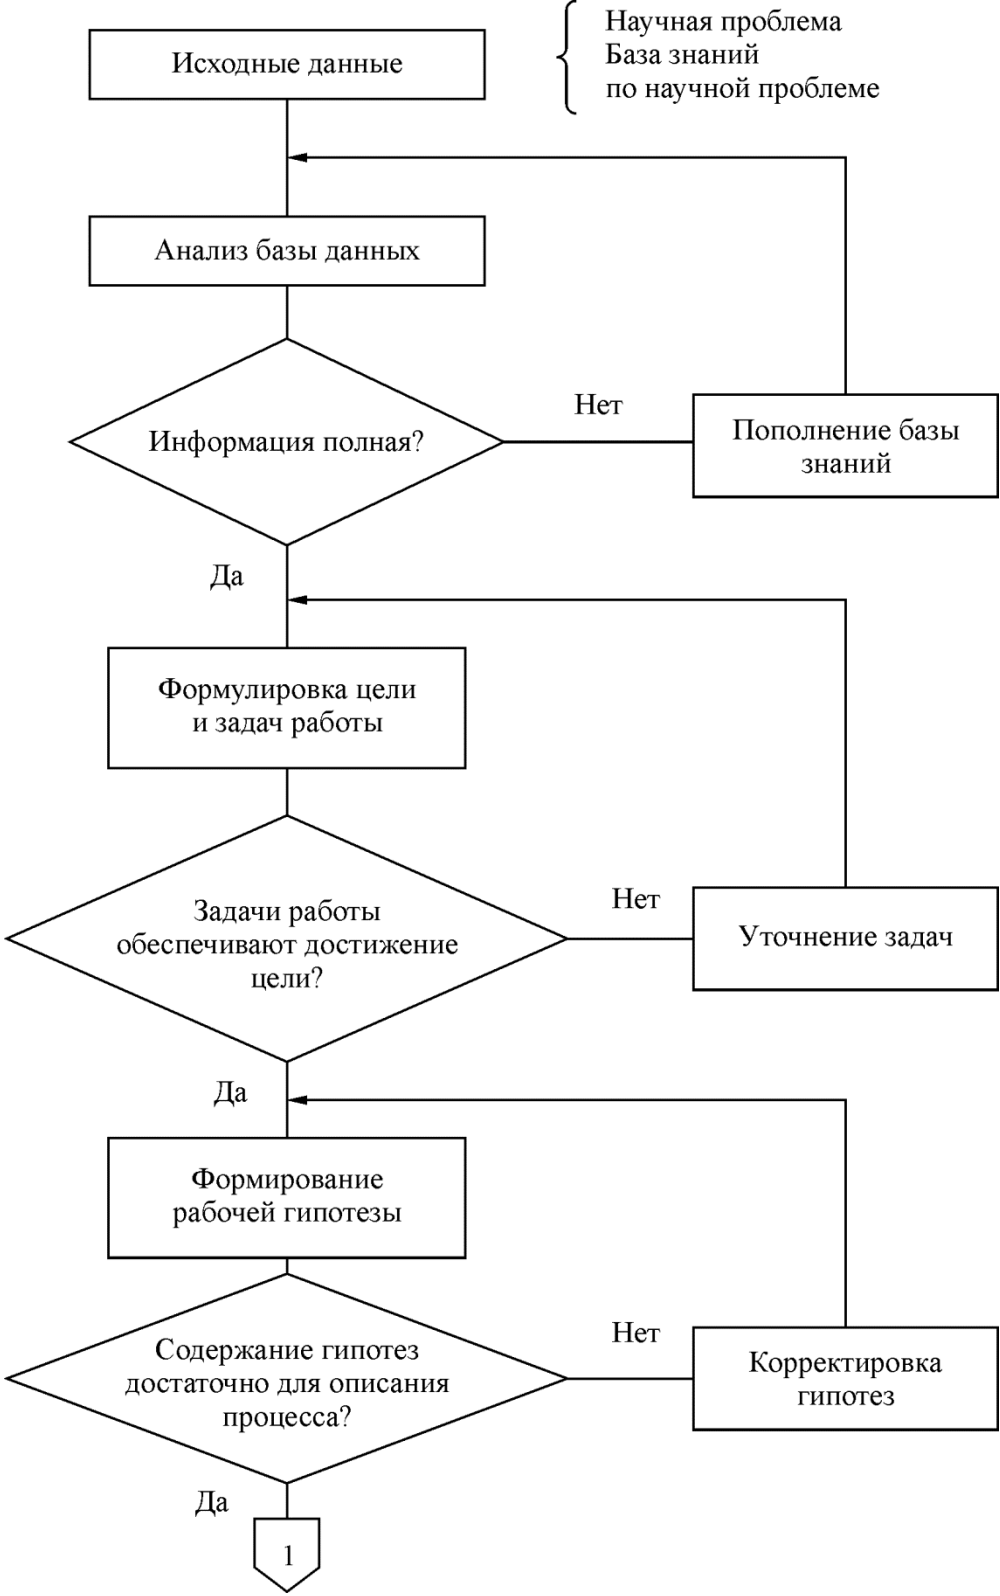 Исходные данные
Научная проблема
База знаний
по научной проблеме
Анализ базы данных
Информация полная?
Нет
Пополнение базы
знаний
Да
Формулировка цели
и задач работы
Задачи работы
обеспечивают достижение
цели?
Нет
Уточнение задач
Да
Формирование
рабочей гипотезы
Содержание гипотез
достаточно для описания
процесса?
Нет
Корректировка
гипотез
Да
1